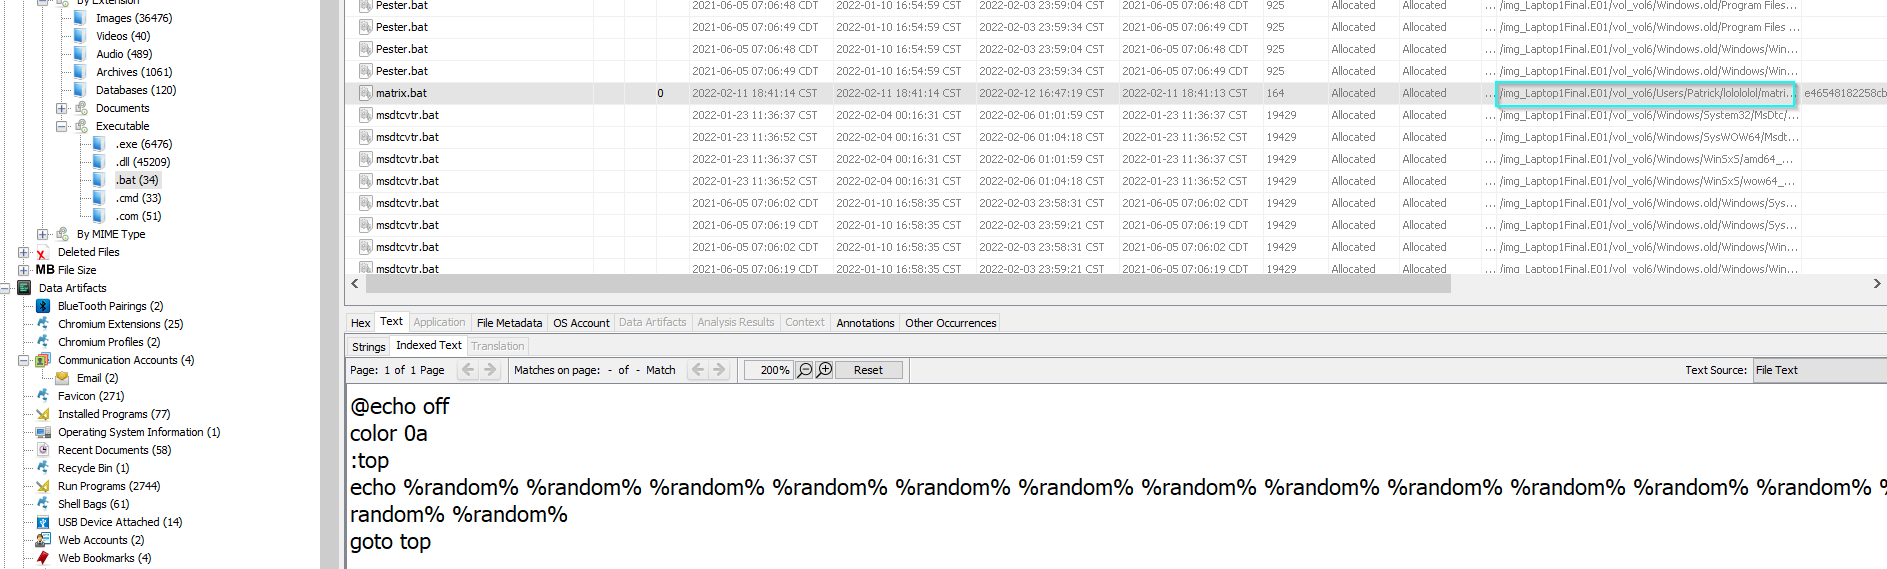 By Extension
Images (36476)
Videos (40)
Audio (489)
Archives (1061)
Databases (120)
Documents
Executable
.exe (6476)
.dll (45209)
.bat (34)
.cmd (33)
.com (51)
By MIME Type
Deleted Files
MB File Size
Data Artifacts
BlueTooth Pairings (2)
Chromium Extensions (25)
Chromium Profiles (2)
Communication Accounts (4)
Email (2)
Favicon (271)
Installed Programs (77)
Operating System Information (1)
Recent Documents (58)
Recycle Bin (1)
Run Programs (2744)
Shell Bags (61)
USB Device Attached (14)
Web Accounts (2)
Web Bookmarks (4)
Pester.bat 2021-06-05 07:06:48 CDT 2022-01-10 16:54:59 CST 2022-02-03 23:59:04 CST 2021-06-05 07:06:48 CDT 925 Allocated Allocated ... /img_Laptop1Final.E01/vol_vol6/Windows.old/Program Files...
Pester.bat 2021-06-05 07:06:49 CDT 2022-01-10 16:54:59 CST 2022-02-03 23:59:34 CST 2021-06-05 07:06:49 CDT 925 Allocated Allocated ... /img_Laptop1Final.E01/vol_vol6/Windows.old/Program Files ...
Pester.bat 2021-06-05 07:06:48 CDT 2022-01-10 16:54:59 CST 2022-02-03 23:59:04 CST 2021-06-05 07:06:48 CDT 925 Allocated Allocated ... /img_Laptop1Final.E01/vol_vol6/Windows.old/Windows/Win...
Pester.bat 2021-06-05 07:06:49 CDT 2022-01-10 16:54:59 CST 2022-02-03 23:59:34 CST 2021-06-05 07:06:49 CDT 925 Allocated Allocated ... /img_Laptop1Final.E01/vol_vol6/Windows.old/Windows/Win...
matrix.bat 0 2022-02-11 18:41:14 CST 2022-02-11 18:41:14 CST 2022-02-12 16:47:19 CST 2022-02-11 18:41:13 CST 164 Allocated Allocated ... /img_Laptop1Final.E01/vol_vol6/Users/Patrick/lolololol/matri... e46548182258cb
msdtcvtr.bat 2022-01-23 11:36:37 CST 2022-02-04 00:16:31 CST 2022-02-06 01:01:59 CST 2022-01-23 11:36:37 CST 19429 Allocated Allocated ... /img_Laptop1Final.E01/vol_vol6/Windows/System32/MsDtc/...
msdtcvtr.bat 2022-01-23 11:36:52 CST 2022-02-04 00:16:31 CST 2022-02-06 01:04:18 CST 2022-01-23 11:36:52 CST 19429 Allocated Allocated ... /img_Laptop1Final.E01/vol_vol6/Windows/SysWOW64/Msdt...
msdtcvtr.bat 2022-01-23 11:36:37 CST 2022-02-04 00:16:31 CST 2022-02-06 01:01:59 CST 2022-01-23 11:36:37 CST 19429 Allocated Allocated ... /img_Laptop1Final.E01/vol_vol6/Windows/WinSxS/amd64_...
msdtcvtr.bat 2022-01-23 11:36:52 CST 2022-02-04 00:16:31 CST 2022-02-06 01:04:18 CST 2022-01-23 11:36:52 CST 19429 Allocated Allocated ... /img_Laptop1Final.E01/vol_vol6/Windows/WinSxS/wow64_...
msdtcvtr.bat 2021-06-05 07:06:02 CDT 2022-01-10 16:58:35 CST 2022-02-03 23:58:31 CST 2021-06-05 07:06:02 CDT 19429 Allocated Allocated ... /img_Laptop1Final.E01/vol_vol6/Windows.old/Windows/Sys...
msdtcvtr.bat 2021-06-05 07:06:19 CDT 2022-01-10 16:58:35 CST 2022-02-03 23:59:21 CST 2021-06-05 07:06:19 CDT 19429 Allocated Allocated ... /img_Laptop1Final.E01/vol_vol6/Windows.old/Windows/Sys...
msdtcvtr.bat 2021-06-05 07:06:02 CDT 2022-01-10 16:58:35 CST 2022-02-03 23:58:31 CST 2021-06-05 07:06:02 CDT 19429 Allocated Allocated ... /img_Laptop1Final.E01/vol_vol6/Windows.old/Windows/Win...
msdtcvtr.bat 2021-06-05 07:06:19 CDT 2022-01-10 16:58:35 CST 2022-02-03 23:59:21 CST 2021-06-05 07:06:19 CDT 19429 Allocated Allocated ... /img_Laptop1Final.E01/vol_vol6/Windows.old/Windows/Win...
Hex Text Application File Metadata OS Account Data Artifacts Analysis Results Context Annotations Other Occurrences
Strings Indexed Text Translation
Page: 1 of 1 Page Matches on page: - of - Match 200% Reset Text Source: File Text
@echo off
color 0a
:top
echo %random% %random% %random% %random% %random% %random% %random% %random% %random% %random% %random% %random% %
random% %random%
goto top